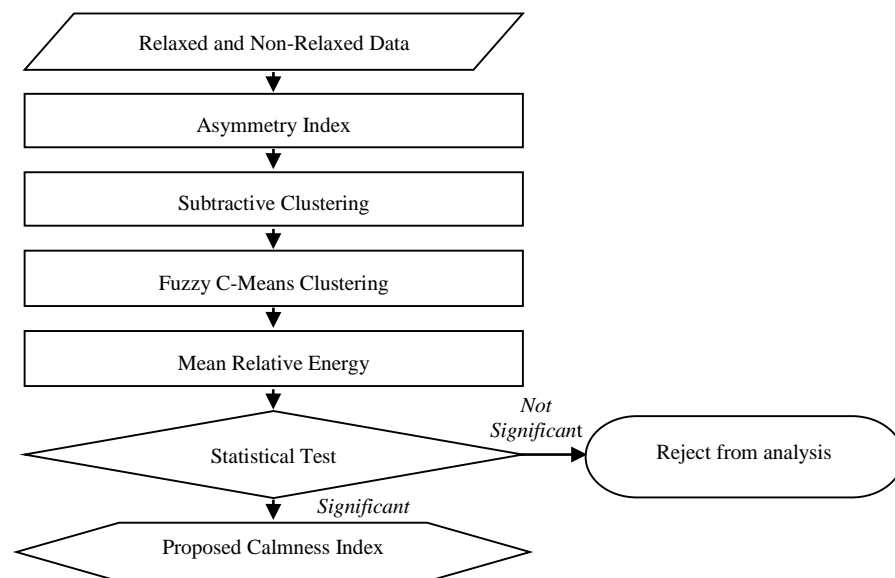 Relaxed and Non-Relaxed Data
Asymmetry Index
Subtractive Clustering
Fuzzy C-Means Clustering
Mean Relative Energy
Statistical Test
Not
Significant
Reject from analysis
Significant
Proposed Calmness Index